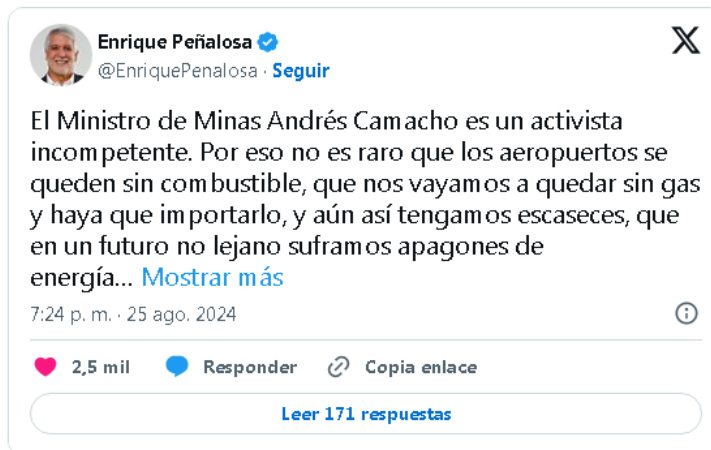 Enrique Peñalosa
@EnriquePenalosa · Seguir
El Ministro de Minas Andrés Camacho es un activista
incompetente. Por eso no es raro que los aeropuertos se
queden sin combustible, que nos vayamos a quedar sin gas
y haya que importarlo, y aún así tengamos escaseces, que
en un futuro no lejano suframos apagones de
energía... Mostrar más
7:24 p. m. · 25 ago. 2024
2,5 mil Responder Copia enlace
Leer 171 respuestas